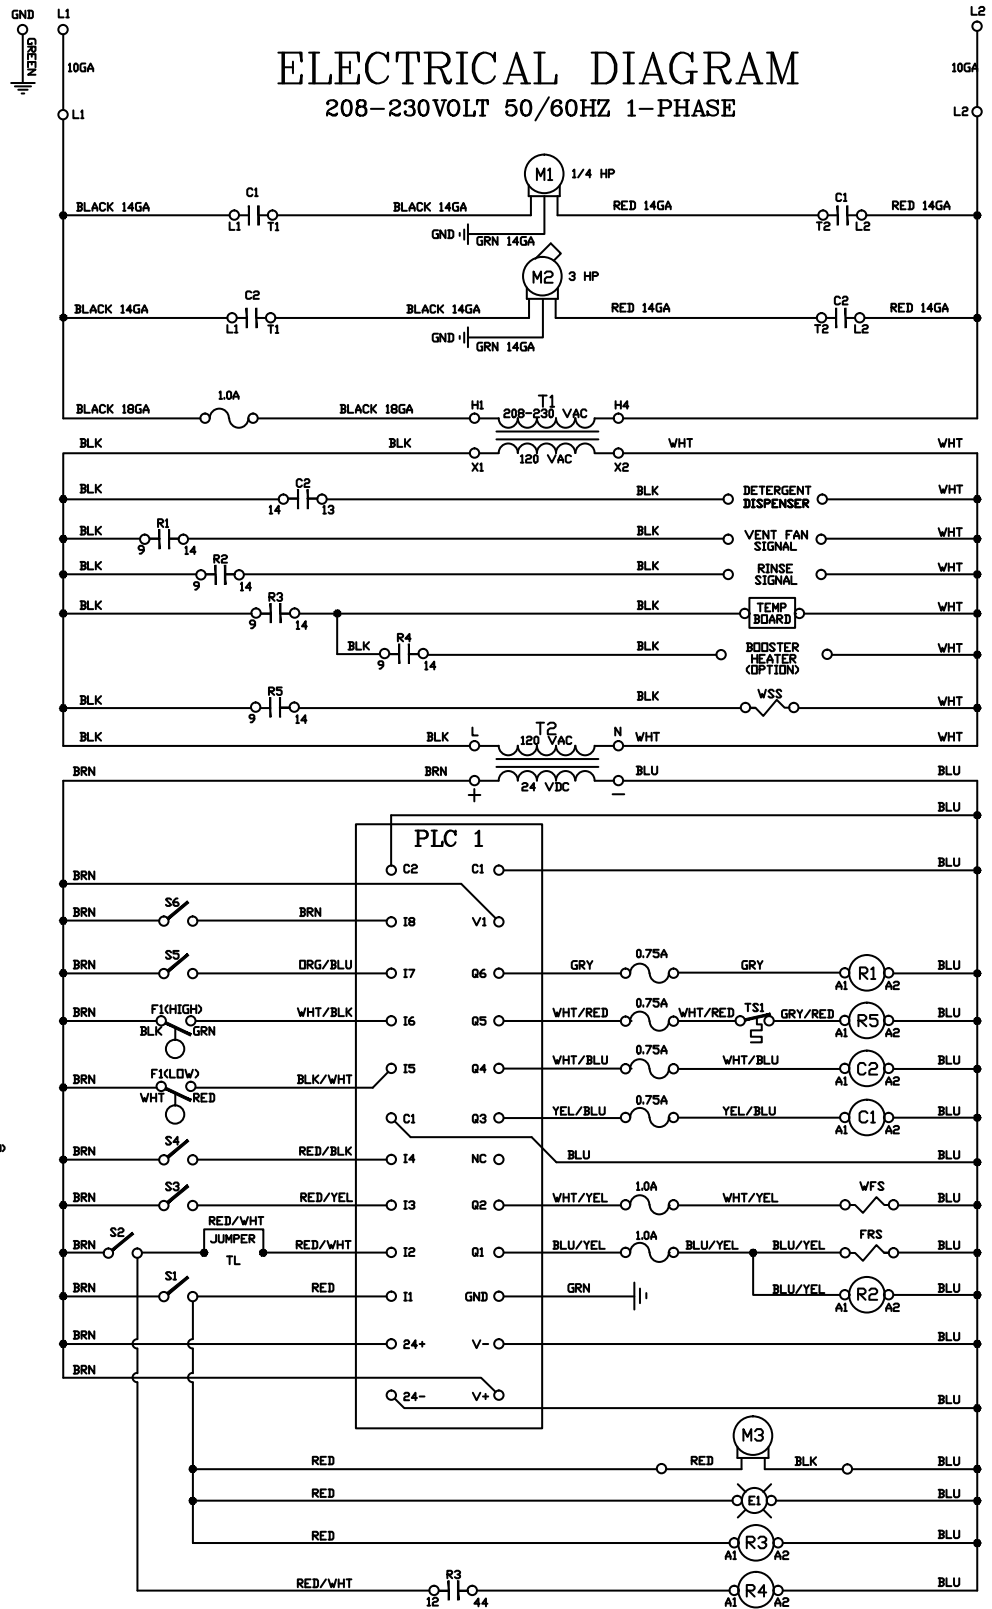 GND
L1
L2
GREEN
10GA
10GA
ELECTRICAL DIAGRAM
208-230VOLT 50/60HZ 1-PHASE
L1
L2
M1 1/4 HP
BLACK 14GA C1 BLACK 14GA RED 14GA C1 RED 14GA
L1 T1 T2 L2
GND GRN 14GA
M2 3 HP
BLACK 14GA C2 BLACK 14GA RED 14GA C2 RED 14GA
L1 T1 T2 L2
GND GRN 14GA
BLACK 18GA 1.0A BLACK 18GA H1 T1 H4
208-230 VAC
BLK BLK WHT WHT
X1 120 VAC X2
BLK C2 BLK DETERGENT WHT
14 13 DISPENSER
BLK R1 BLK VENT FAN WHT
9 14 SIGNAL
BLK R2 BLK RINSE WHT
9 14 SIGNAL
BLK R3 BLK TEMP WHT
9 14 BOARD
BLK R4 BLK BOOSTER WHT
9 14 HEATER
(OPTION)
BLK R5 BLK WSS WHT
9 14
BLK BLK L T2 N WHT WHT
120 VAC
BRN BRN BLU BLU
+ 24 VDC -
BLU
PLC 1
C2 C1 BLU
BRN
S6
BRN BRN I8 V1
S5 0.75A
BRN ORG/BLU I7 Q6 GRY GRY R1 BLU
A1 A2
F1(HIGH) 0.75A TS1
BRN WHT/BLK I6 Q5 WHT/RED WHT/RED GRY/RED R5 BLU
BLK GRN A1 A2
0.75A
I5 Q4 WHT/BLU WHT/BLU C2 BLU
A1 A2
F1(LOW)
BRN BLK/WHT
WHT RED
0.75A
C1 Q3 YEL/BLU YEL/BLU C1 BLU
A1 A2
S4
BRN RED/BLK I4 NC BLU BLU
S3 1.0A WFS
BRN RED/YEL I3 Q2 WHT/YEL WHT/YEL BLU
RED/WHT
S2 JUMPER 1.0A FRS
BRN TL RED/WHT I2 Q1 BLU/YEL BLU/YEL BLU/YEL BLU
S1
BRN RED I1 GND GRN BLU/YEL R2 BLU
A1 A2
BRN 24+ V- BLU
BRN
24- V+ BLU
M3
RED RED BLK BLU
RED E1 BLU
RED R3 BLU
A1 A2
RED/WHT R3 R4 BLU
12 44 A1 A2